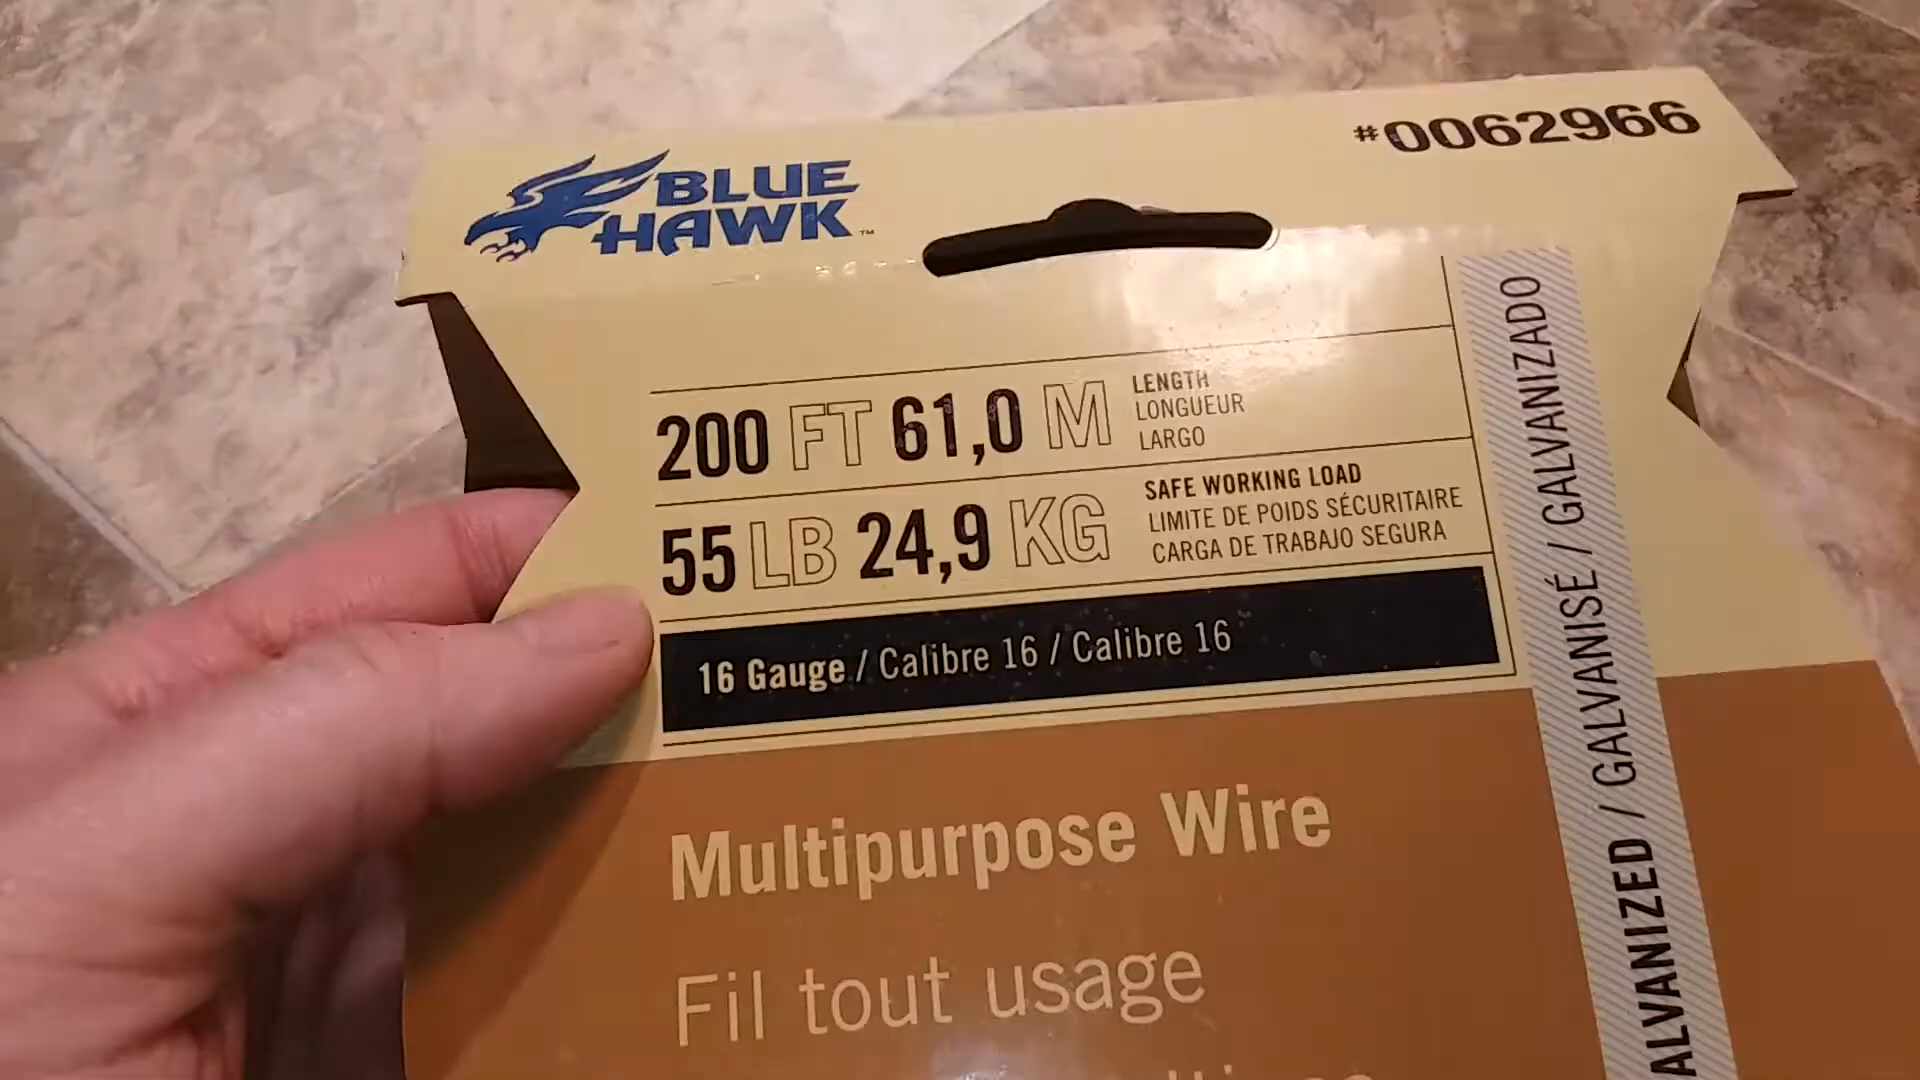 BLUE
HAWK™
#0062966
200 FT 61,0 M
LENGTH
LONGUEUR
LARGO
55 LB 24,9 KG
SAFE WORKING LOAD
LIMITE DE POIDS SÉCURITAIRE
CARGA DE TRABAJO SEGURA
16 Gauge / Calibre 16 / Calibre 16
ALVANIZED / GALVANISÉ / GALVANIZADO
Multipurpose Wire
Fil tout usage